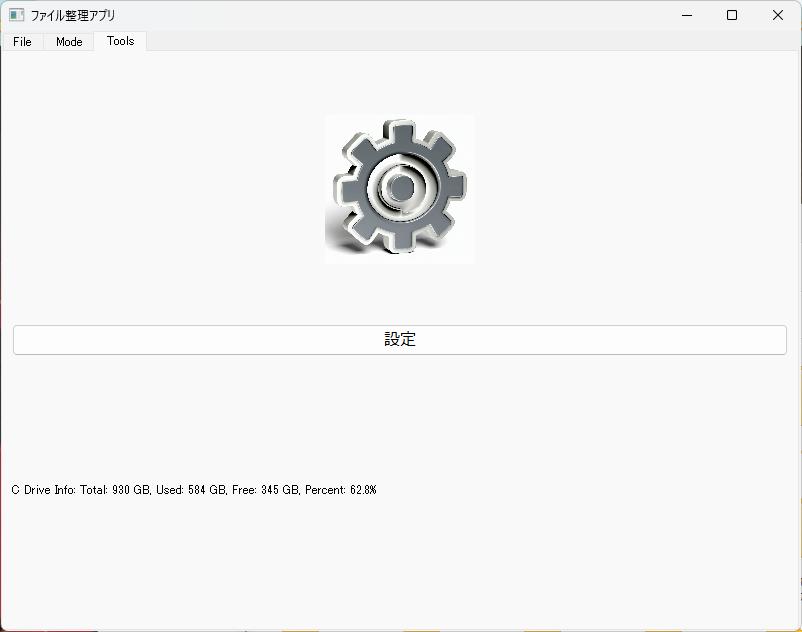 ファイル整理アプリ
File Mode Tools
設定
C Drive Info: Total: 930 GB, Used: 584 GB, Free: 345 GB, Percent: 62.8%